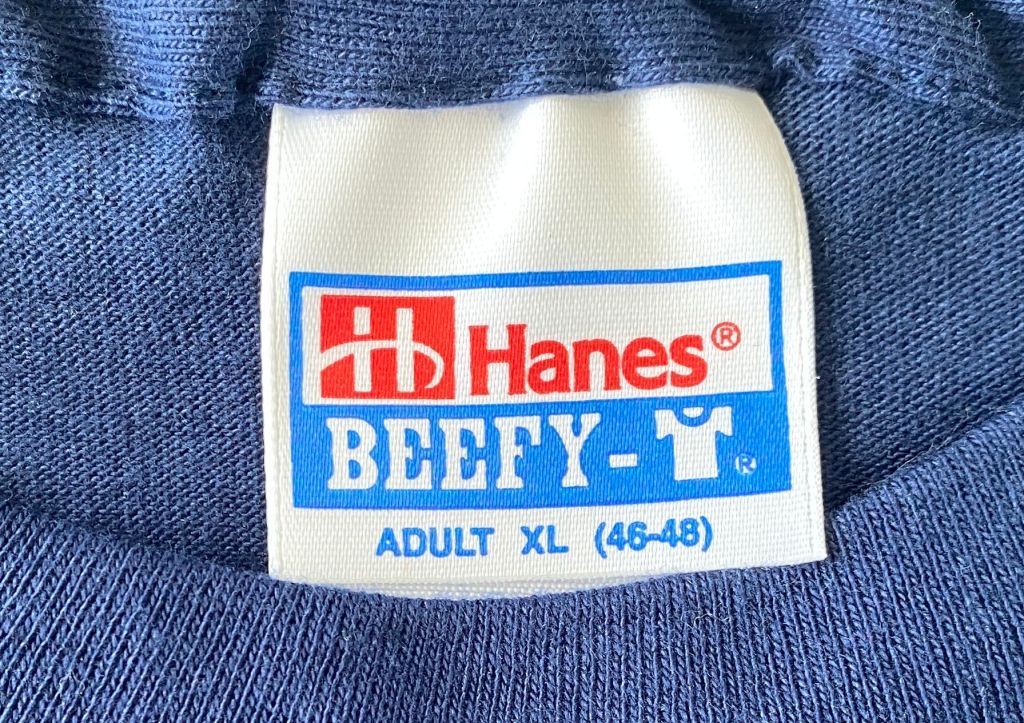 H Hanes®
BEEFY-T®
ADULT XL (46-48)